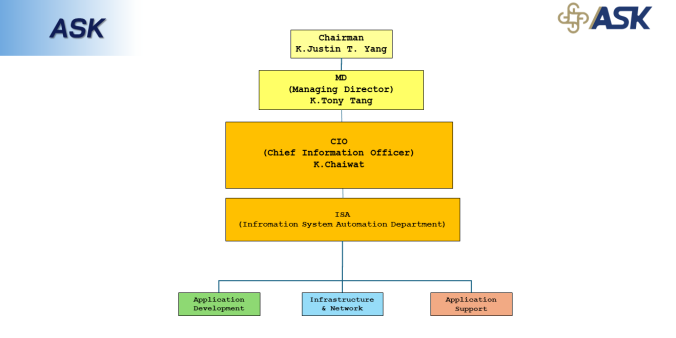 ASK
ASK
Chairman
K.Justin T. Yang
MD
(Managing Director)
K.Tony Tang
CIO
(Chief Information Officer)
K.Chaiwat
ISA
(Infromation System Automation Department)
Application
Development
Infrastructure
& Network
Application
Support